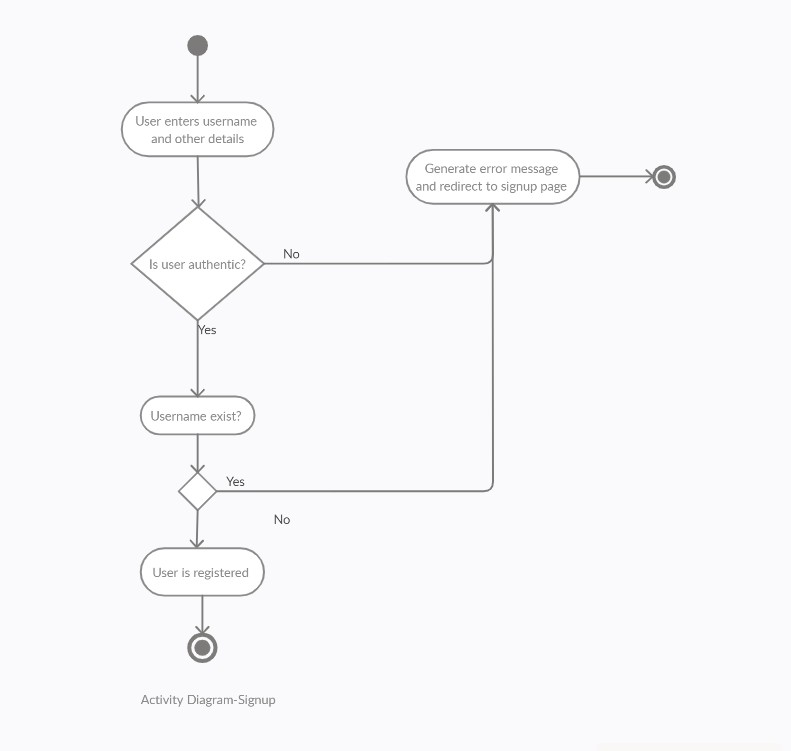 User enters username
and other details
Generate error message
and redirect to signup page
Is user authentic?
No
Yes
Username exist?
Yes
No
User is registered
Activity Diagram-Signup